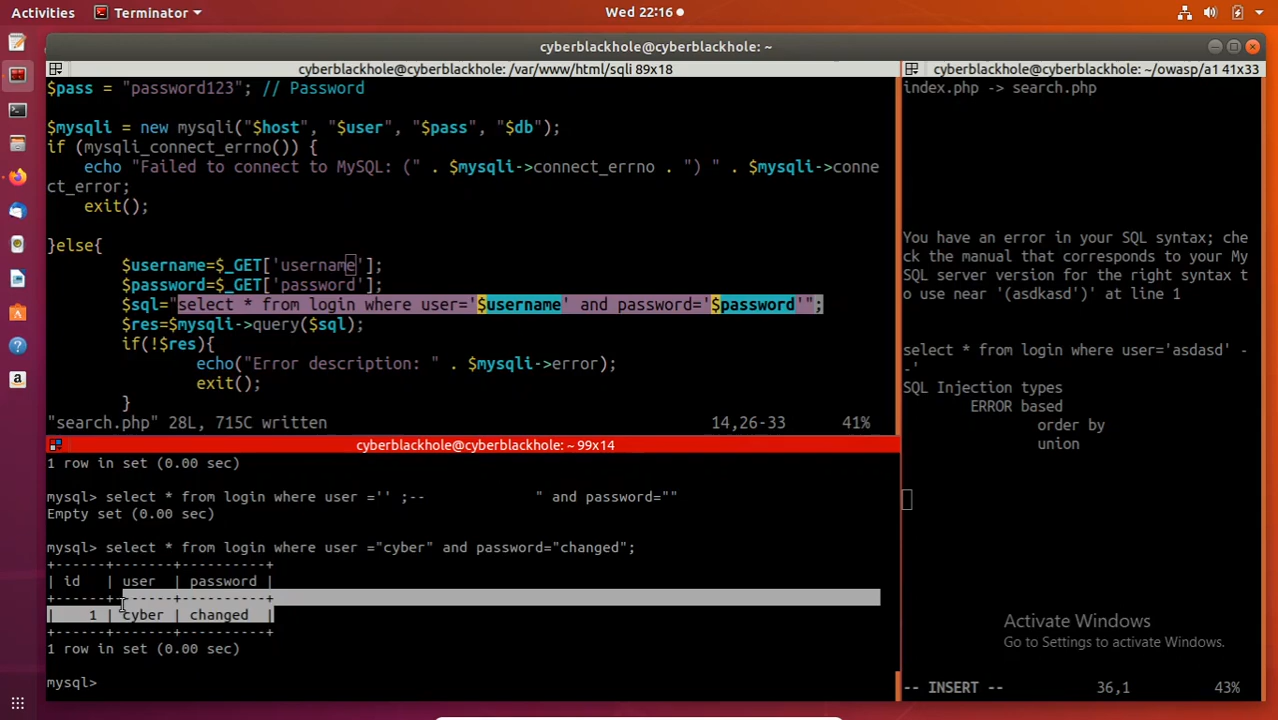 Activities
Terminator
Wed 22:16
cyberblackhole@cyberblackhole: ~
cyberblackhole@cyberblackhole: /var/www/html/sqli 89x18
$pass = "password123"; // Password
$mysqli = new mysqli("$host", "$user", "$pass", "$db");
if (mysqli_connect_errno()) {
echo "Failed to connect to MySQL: (" . $mysqli->connect_errno . ") " . $mysqli->conne
ct_error;
exit();
}else{
$username=$_GET['username'];
$password=$_GET['password'];
$sql="select * from login where user='$username' and password='$password'";
$res=$mysqli->query($sql);
if(!$res){
echo("Error description: " . $mysqli->error);
exit();
}
"search.php" 28L, 715C written 14,26-33 41%
cyberblackhole@cyberblackhole: ~ 99x14
1 row in set (0.00 sec)
mysql> select * from login where user ='' ;-- " and password=""
Empty set (0.00 sec)
mysql> select * from login where user ="cyber" and password="changed";
+------+-------+----------+
| id | user | password |
+------+-------+----------+
| 1 | cyber | changed |
+------+-------+----------+
1 row in set (0.00 sec)
mysql>
cyberblackhole@cyberblackhole: ~/owasp/a1 41x33
index.php -> search.php
You have an error in your SQL syntax; che
ck the manual that corresponds to your My
SQL server version for the right syntax t
o use near '(asdkasd')' at line 1
select * from login where user='asdasd' -
-'
SQL Injection types
ERROR based
order by
union
Activate Windows
Go to Settings to activate Windows.
-- INSERT -- 36,1 43%